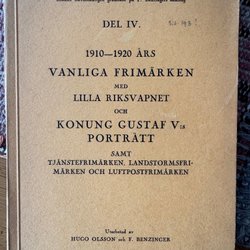 DEL IV.
1910—1920 ÅRS
VANLIGA FRIMÄRKEN
MED
LILLA RIKSVAPNET
OCH
KONUNG GUSTAF V:s
PORTRÄTT
SAMT
TJÄNSTEFRIMÄRKEN, LANDSTORMSFRI-
MÄRKEN OCH LUFTPOSTFRIMÄRKEN
Utarbetad av
HUGO OLSSON och F. BENZINGER